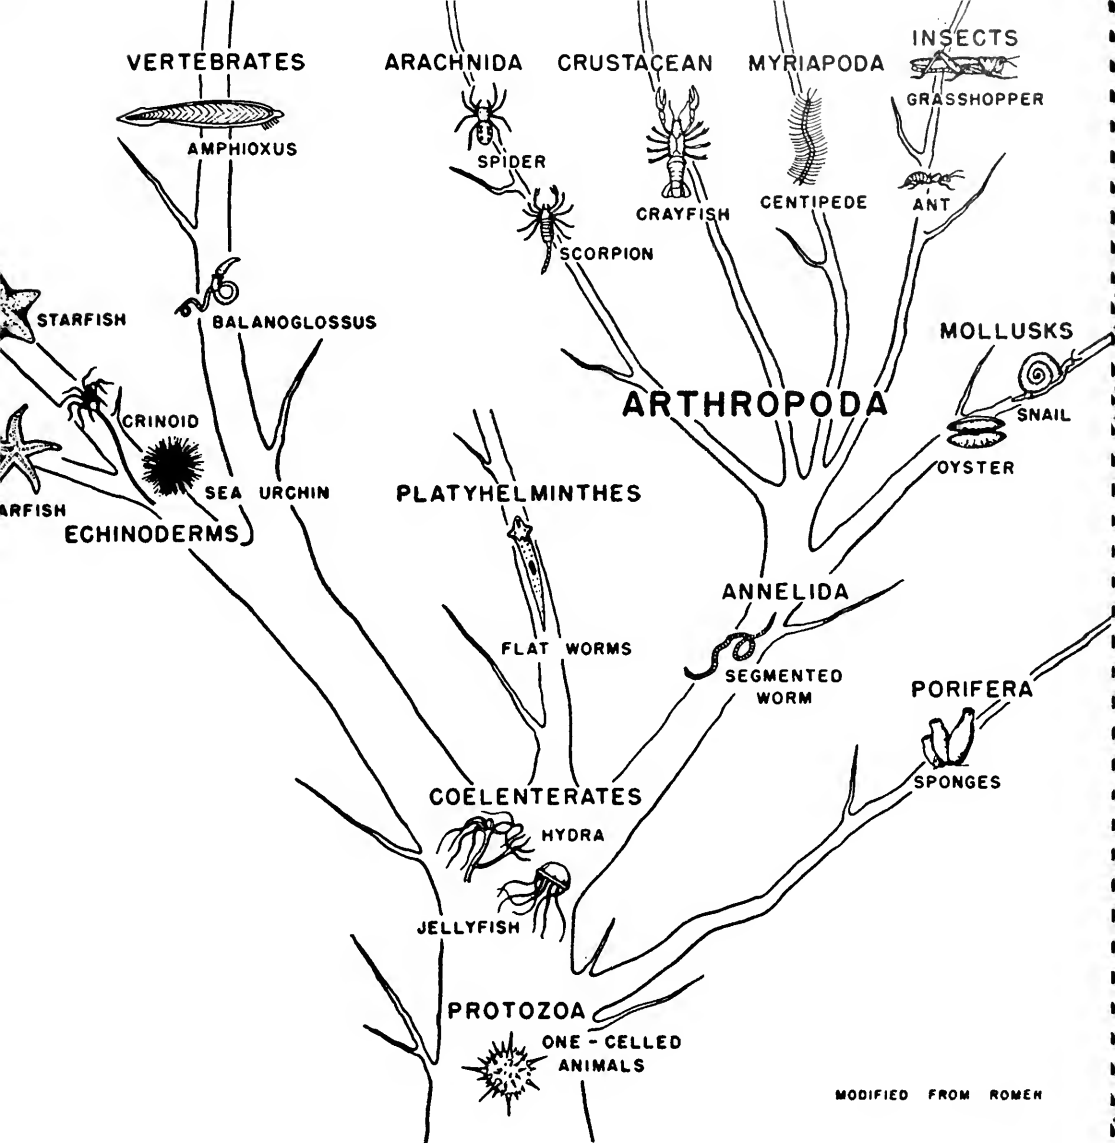 VERTEBRATES
ARACHNIDA
CRUSTACEAN
MYRIAPODA
INSECTS
GRASSHOPPER
AMPHIOXUS
SPIDER
CRAYFISH
CENTIPEDE
ANT
SCORPION
STARFISH
BALANOGLOSSUS
MOLLUSKS
ARTHROPODA
SNAIL
CRINOID
OYSTER
SEA URCHIN
PLATYHELMINTHES
ARFISH
ECHINODERMS
ANNELIDA
FLAT WORMS
SEGMENTED
WORM
PORIFERA
SPONGES
COELENTERATES
HYDRA
JELLYFISH
PROTOZOA
ONE-CELLED
ANIMALS
MODIFIED FROM ROMER